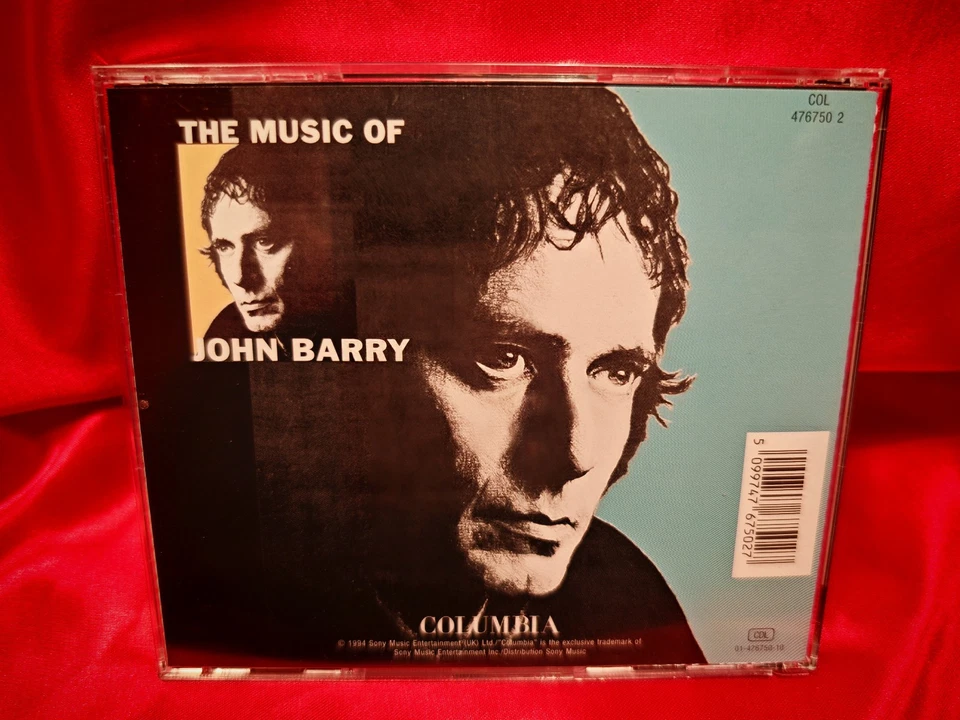 COL
476750 2
THE MUSIC OF
JOHN BARRY
5 099747 675027
COLUMBIA
© 1994 Sony Music Entertainment (UK) Ltd./"Columbia" is the exclusive trademark of
Sony Music Entertainment Inc./Distribution Sony Music
CDL
01-476750-10